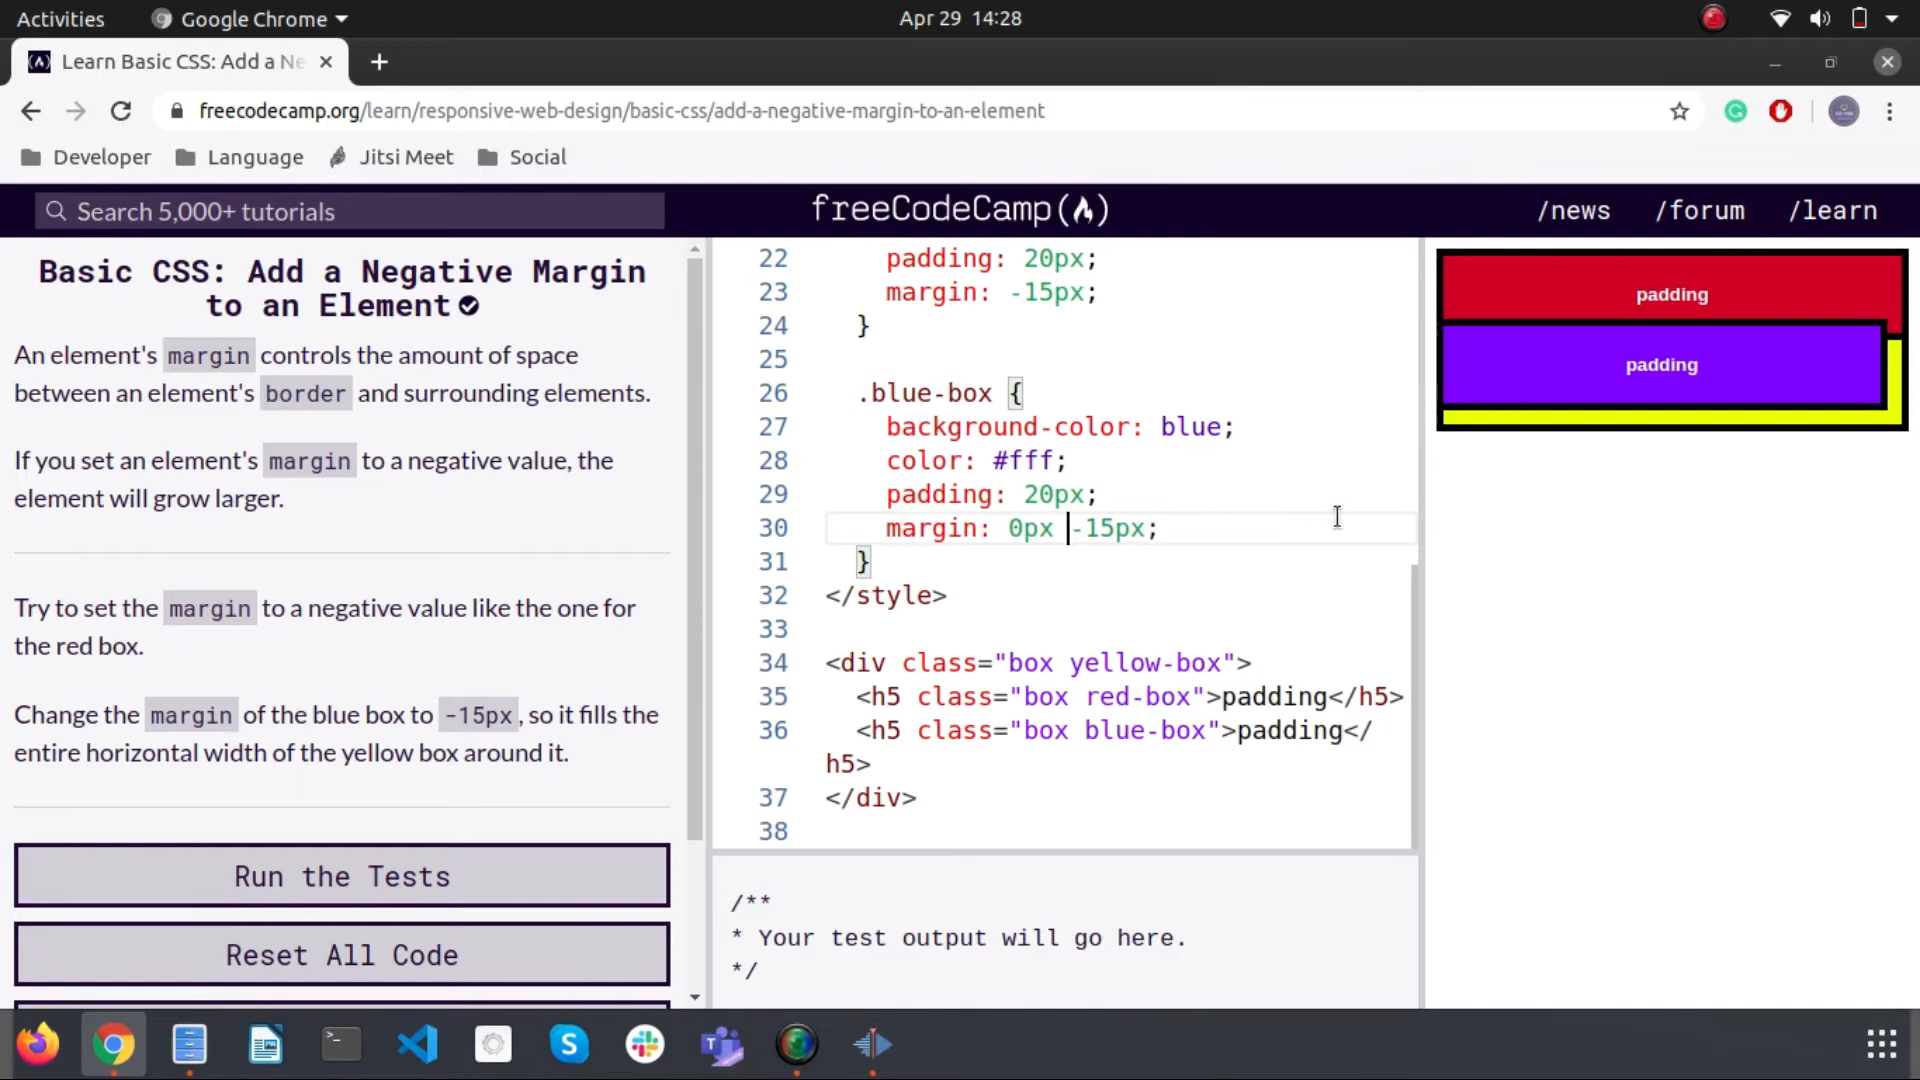 Activities
Google Chrome
Apr 29 14:28
Learn Basic CSS: Add a Ne
freecodecamp.org/learn/responsive-web-design/basic-css/add-a-negative-margin-to-an-element
Developer
Language
Jitsi Meet
Social
Search 5,000+ tutorials
freeCodeCamp
/news
/forum
/learn
Basic CSS: Add a Negative Margin
to an Element
An element's margin controls the amount of space
between an element's border and surrounding elements.
If you set an element's margin to a negative value, the
element will grow larger.
Try to set the margin to a negative value like the one for
the red box.
Change the margin of the blue box to -15px, so it fills the
entire horizontal width of the yellow box around it.
Run the Tests
Reset All Code
22 padding: 20px;
23 margin: -15px;
24 }
25
26 .blue-box {
27 background-color: blue;
28 color: #fff;
29 padding: 20px;
30 margin: 0px -15px;
31 }
32 </style>
33
34 <div class="box yellow-box">
35 <h5 class="box red-box">padding</h5>
36 <h5 class="box blue-box">padding</
h5>
37 </div>
38
/**
* Your test output will go here.
*/
padding
padding